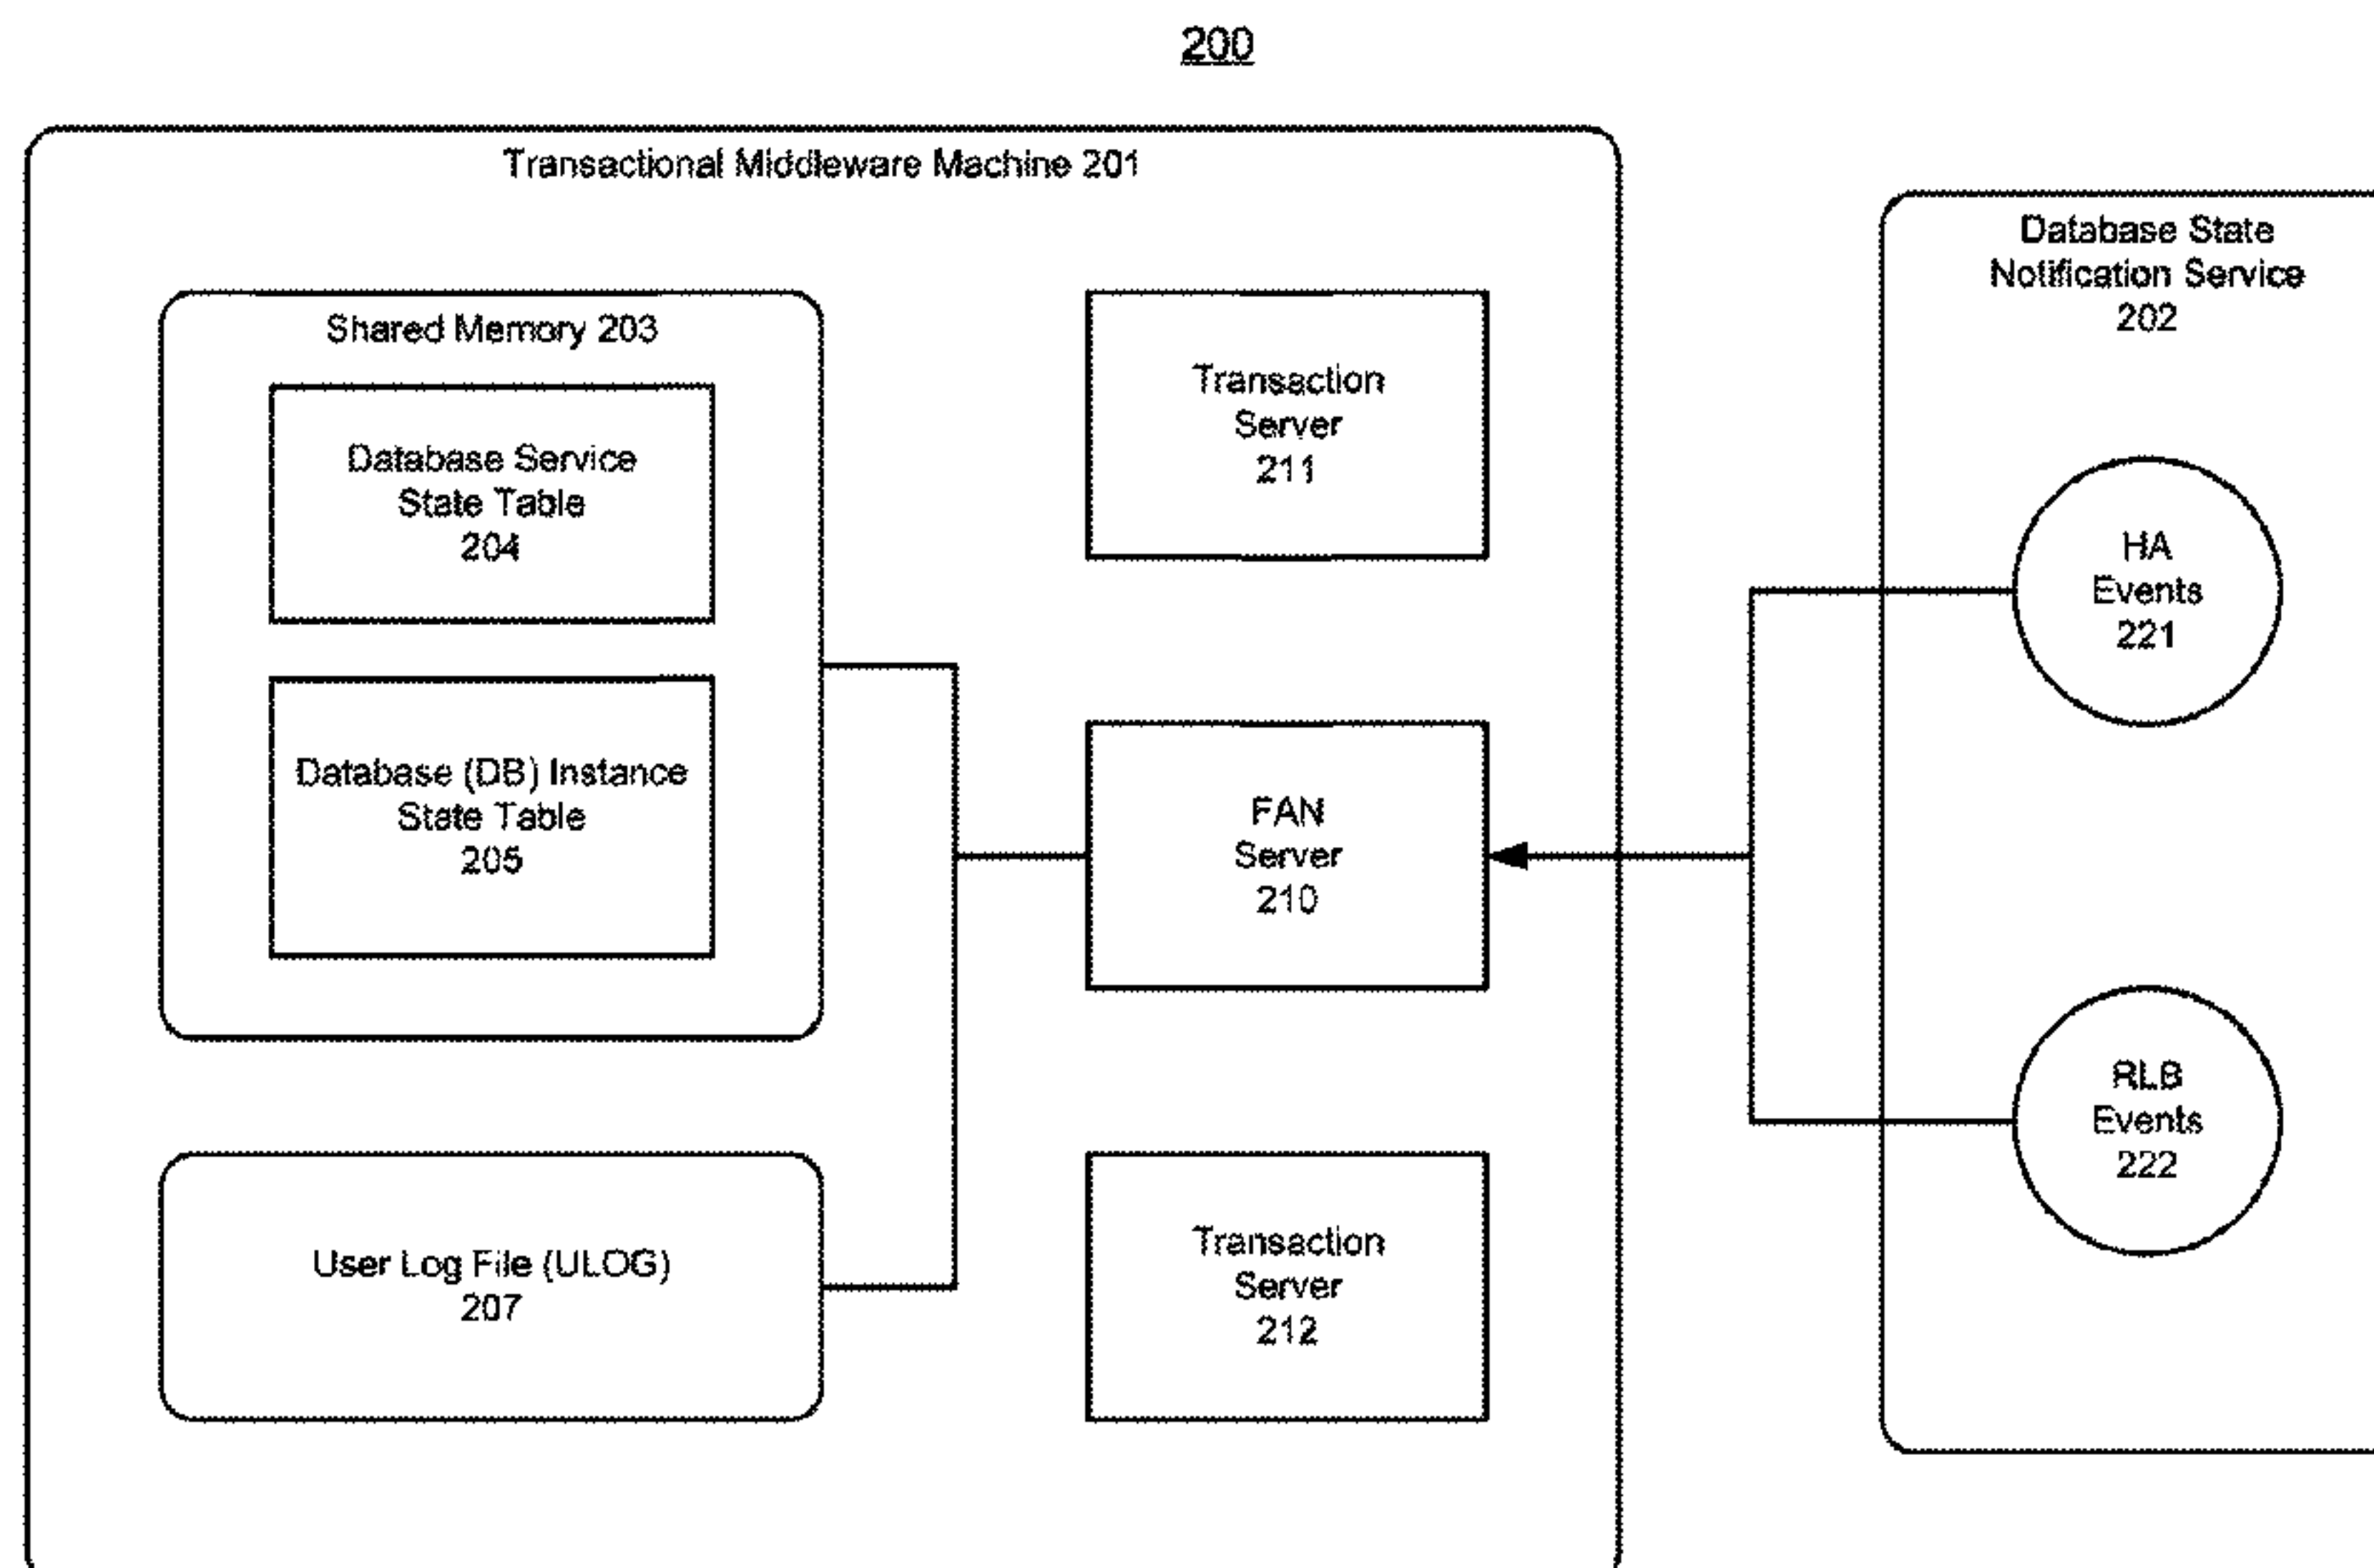 200
Transactional Middleware Machine 201
Shared Memory 203
Database Service
State Table
204
Database (DB) Instance
State Table
205
User Log File (ULOG)
207
Transaction
Server
211
FAN
Server
210
Transaction
Server
212
Database State
Notification Service
202
HA
Events
221
RLB
Events
222